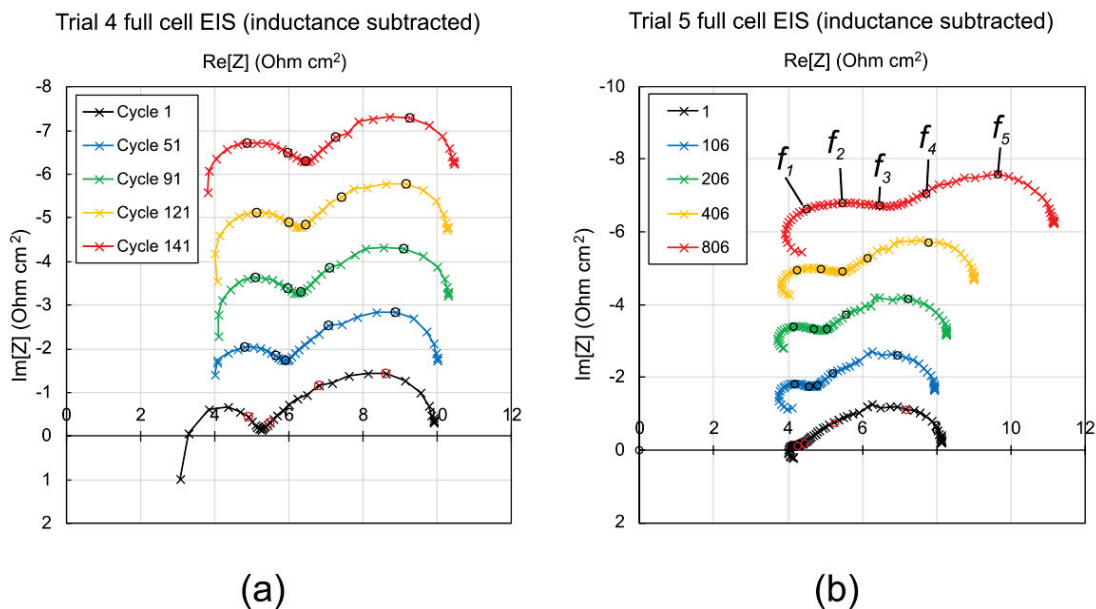 Trial 4 full cell EIS (inductance subtracted)
Re[Z] (Ohm cm²)
Im[Z] (Ohm cm²)
-8
-7
-6
-5
-4
-3
-2
-1
0
1
2
0
2
4
6
8
10
12
Cycle 1
Cycle 51
Cycle 91
Cycle 121
Cycle 141
(a)
Trial 5 full cell EIS (inductance subtracted)
Re[Z] (Ohm cm²)
Im[Z] (Ohm cm²)
-10
-8
-6
-4
-2
0
2
0
2
4
6
8
10
12
1
106
206
406
806
f₁
f₂
f₃
f₄
f₅
(b)